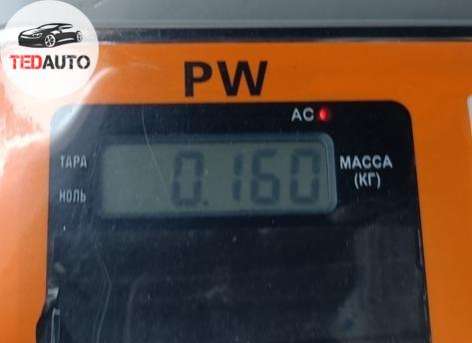 TEDAUTO
PW
AC
ТАРА
0.160
МАССА
(КГ)
НОЛЬ